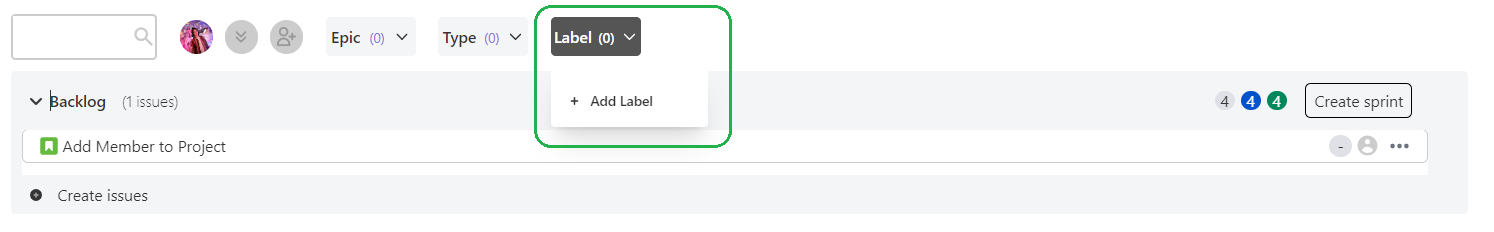 Epic (0) Type (0) Label (0)
+ Add Label
Backlog (1 issues) 4 4 4 Create sprint
Add Member to Project - •••
Create issues